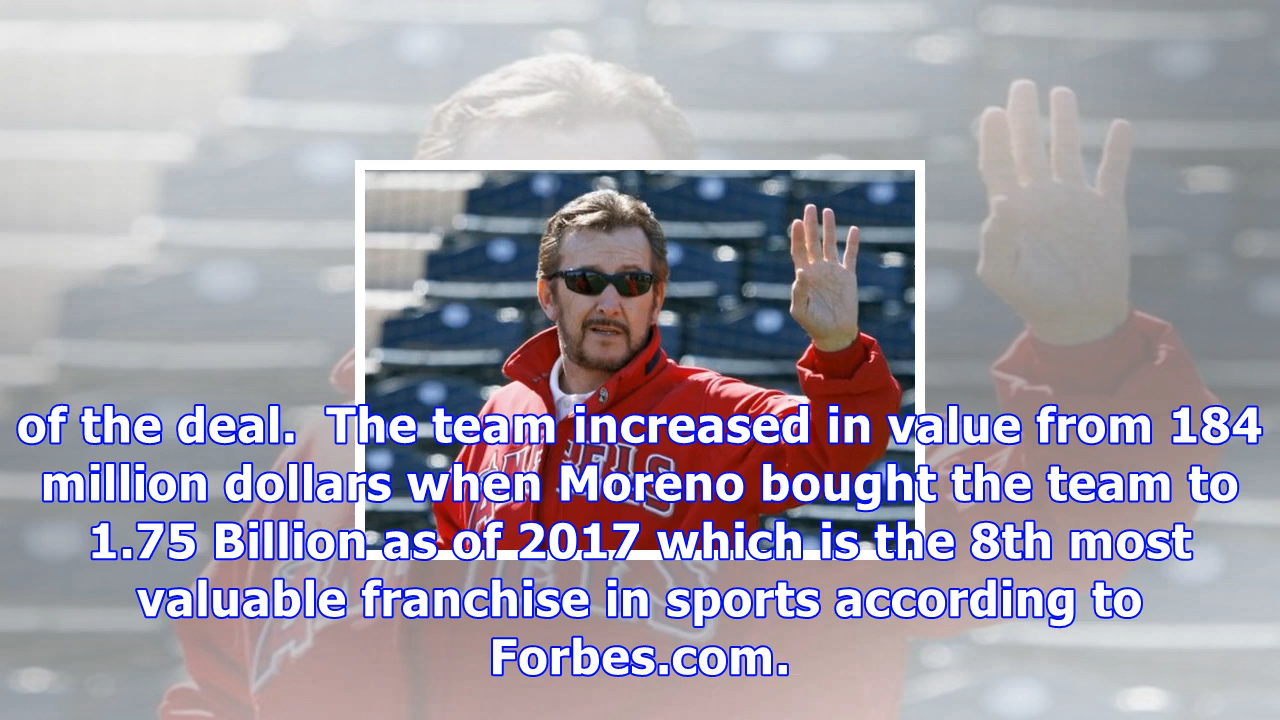 of the deal.  The team increased in value from 184
million dollars when Moreno bought the team to
1.75 Billion as of 2017 which is the 8th most
valuable franchise in sports according to
Forbes.com.